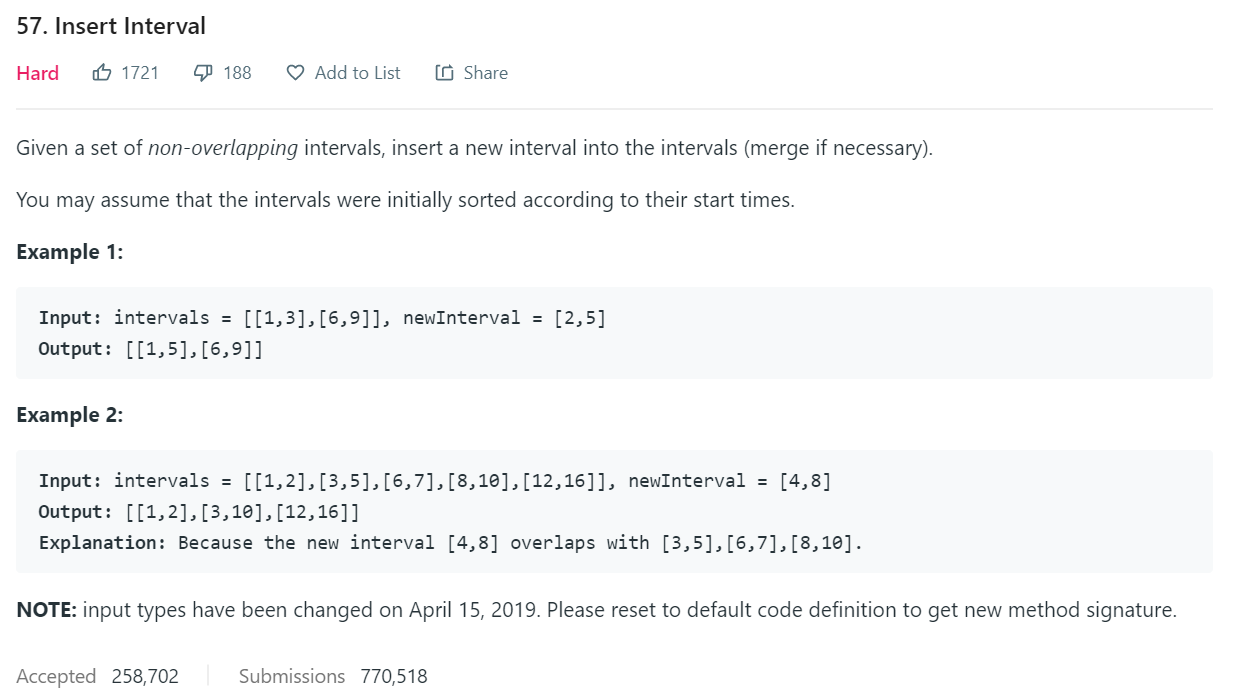 57. Insert Interval
Hard 1721 188 Add to List Share
Given a set of non-overlapping intervals, insert a new interval into the intervals (merge if necessary).
You may assume that the intervals were initially sorted according to their start times.
Example 1:
Input: intervals = [[1,3],[6,9]], newInterval = [2,5]
Output: [[1,5],[6,9]]
Example 2:
Input: intervals = [[1,2],[3,5],[6,7],[8,10],[12,16]], newInterval = [4,8]
Output: [[1,2],[3,10],[12,16]]
Explanation: Because the new interval [4,8] overlaps with [3,5],[6,7],[8,10].
NOTE: input types have been changed on April 15, 2019. Please reset to default code definition to get new method signature.
Accepted 258,702 Submissions 770,518